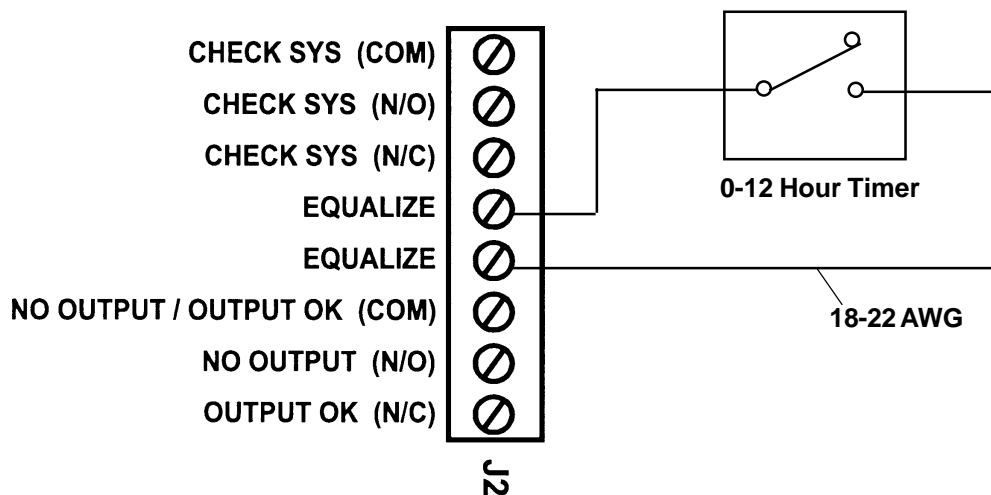 CHECK SYS (COM)
CHECK SYS (N/O)
CHECK SYS (N/C)
EQUALIZE
EQUALIZE
NO OUTPUT / OUTPUT OK (COM)
NO OUTPUT (N/O)
OUTPUT OK (N/C)
J2
0-12 Hour Timer
18-22 AWG